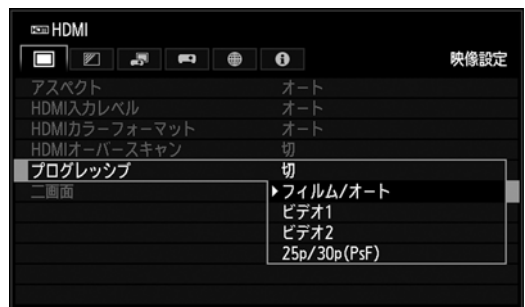 HDMI HDMI
映像設定
アスペクト オート
HDMI入力レベル オート
HDMIカラーフォーマット オート
HDMIオーバースキャン 切
プログレッシブ 切
二画面 フィルム/オート
ビデオ1
ビデオ2
25p/30p(PsF)